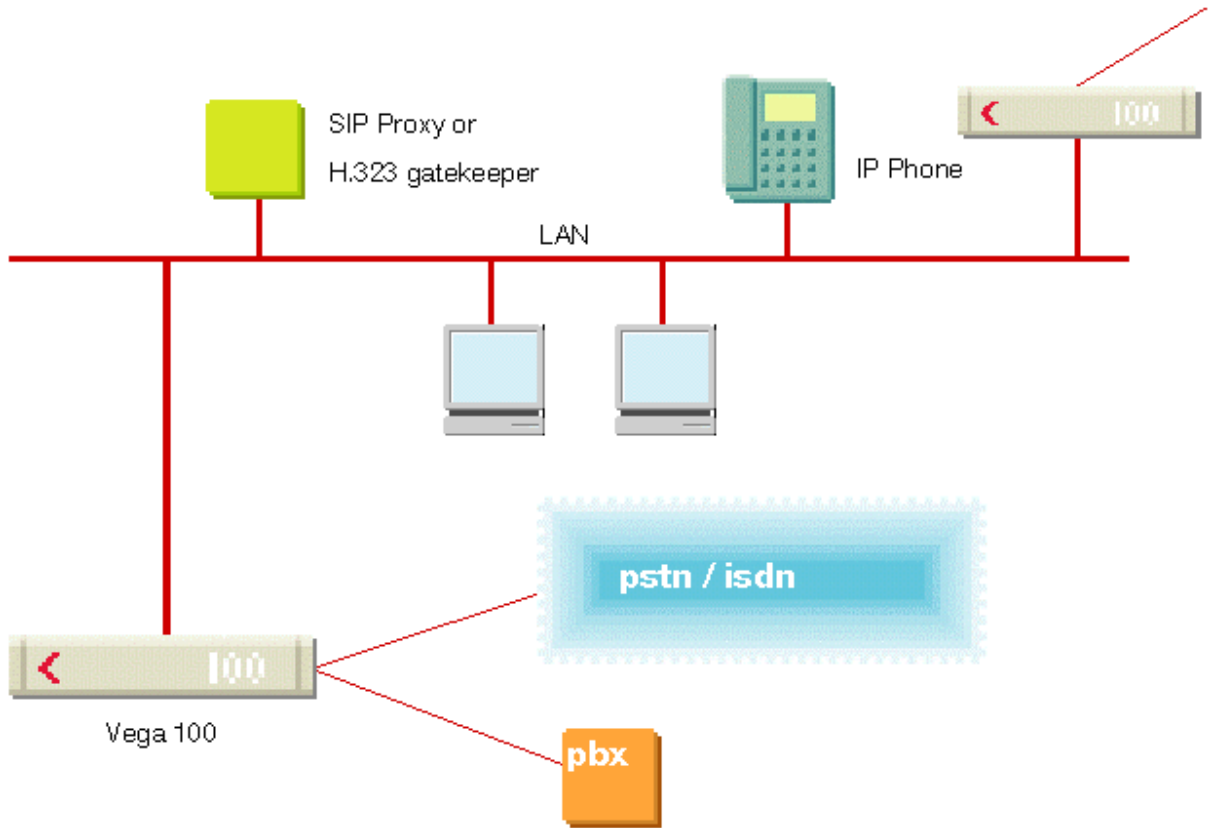 SIP Proxy or
H.323 gatekeeper
IP Phone
100
LAN
pstn / isdn
100
Vega 100
pbx